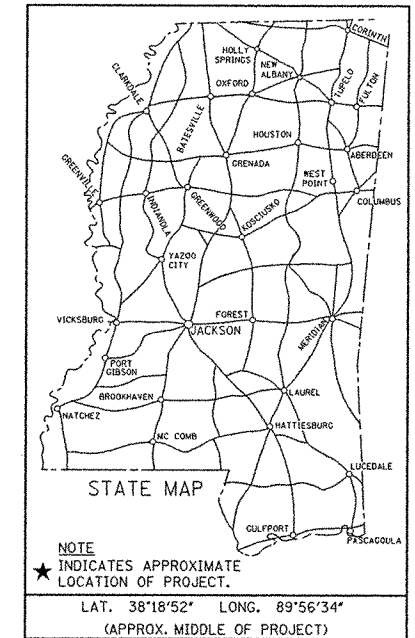 CORINTH
HOLLY
SPRINGS
NEW
ALBANY
CLARKDALE
OXFORD
TUPELO
FULTON
BATESVILLE
HOUSTON
GRENADA
ABERDEEN
WEST
POINT
GREENVILLE
INDIANOLA
GREENWOOD
KOSCIUSKO
COLUMBUS
YAZOO
CITY
VICKSBURG
JACKSON
FOREST
MERIDIAN
PORT
GIBSON
BROOKHAVEN
LAUREL
NATCHEZ
MC COMB
HATTIESBURG
LUCEDALE
STATE MAP
GULFPORT
PASCAGOULA
NOTE
INDICATES APPROXIMATE
LOCATION OF PROJECT.
LAT. 38°18'52" LONG. 89°56'34"
(APPROX. MIDDLE OF PROJECT)